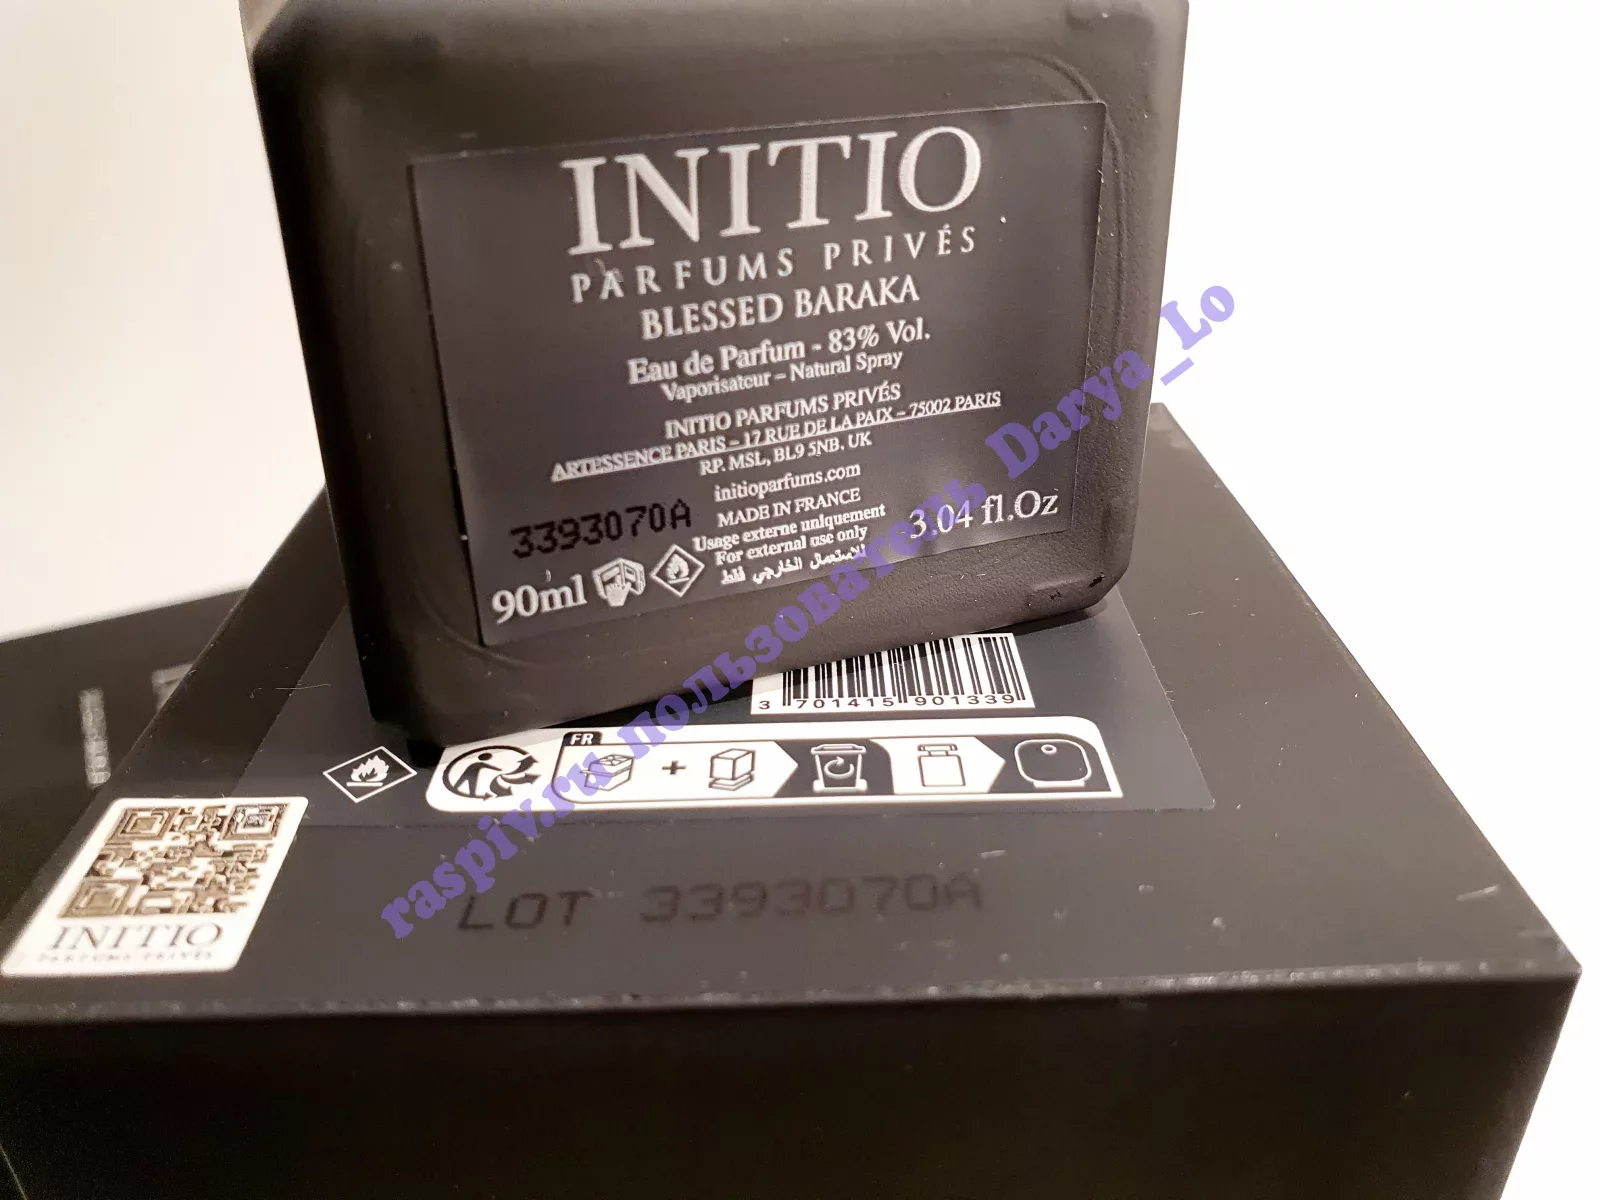 INITIO
PARFUMS PRIVÉS
BLESSED BARAKA
Eau de Parfum - 83% Vol.
Vaporisateur – Natural Spray
INITIO PARFUMS PRIVÉS
ARTESSENCE PARIS – 17 RUE DE LA PAIX – 75002 PARIS
RP. MSL, BL9 5NB, UK
initioparfums.com
MADE IN FRANCE
3393070A
Usage externe uniquement
For external use only
للاستعمال الخارجي فقط
90ml
3.04 fl.Oz
3 701415 901339
FR
LOT 3393070A
INITIO
PARFUMS PRIVÉS
raspiv.ru пользователь Darya_Lo